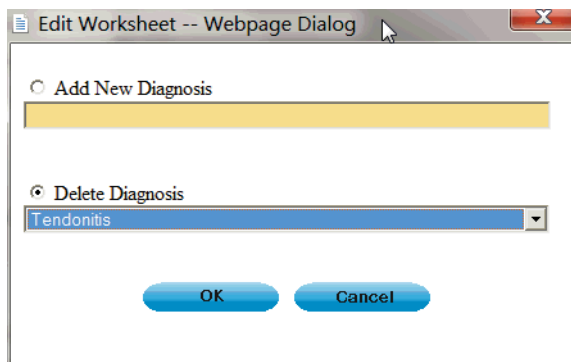 Edit Worksheet -- Webpage Dialog
Add New Diagnosis
Delete Diagnosis
Tendonitis
OK Cancel